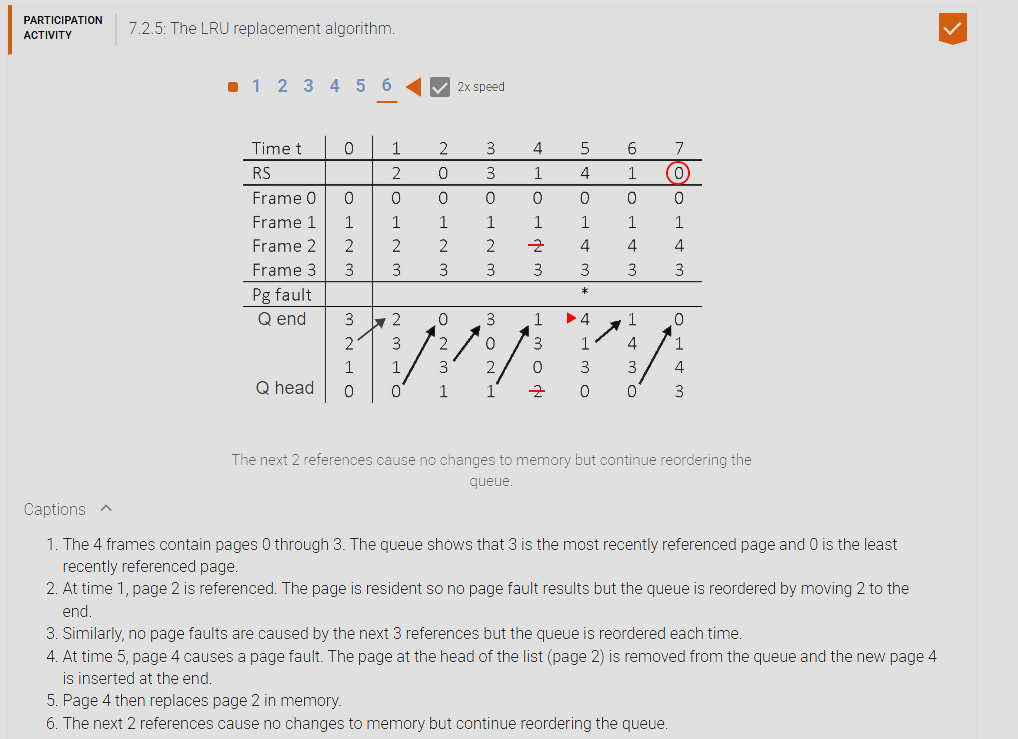 PARTICIPATION
ACTIVITY
7.2.5: The LRU replacement algorithm.
1 2 3 4 5 6 2x speed
Time t 0 1 2 3 4 5 6 7
RS 2 0 3 1 4 1 0
Frame 0 0 0 0 0 0 0 0 0
Frame 1 1 1 1 1 1 1 1 1
Frame 2 2 2 2 2 2 4 4 4
Frame 3 3 3 3 3 3 3 3 3
Pg fault *
Q end 3 2 0 3 1 4 1 0
2 3 2 0 3 1 4 1
1 1 3 2 0 3 3 4
Q head 0 0 1 1 2 0 0 3
The next 2 references cause no changes to memory but continue reordering the
queue.
Captions
1. The 4 frames contain pages 0 through 3. The queue shows that 3 is the most recently referenced page and 0 is the least
recently referenced page.
2. At time 1, page 2 is referenced. The page is resident so no page fault results but the queue is reordered by moving 2 to the
end.
3. Similarly, no page faults are caused by the next 3 references but the queue is reordered each time.
4. At time 5, page 4 causes a page fault. The page at the head of the list (page 2) is removed from the queue and the new page 4
is inserted at the end.
5. Page 4 then replaces page 2 in memory.
6. The next 2 references cause no changes to memory but continue reordering the queue.